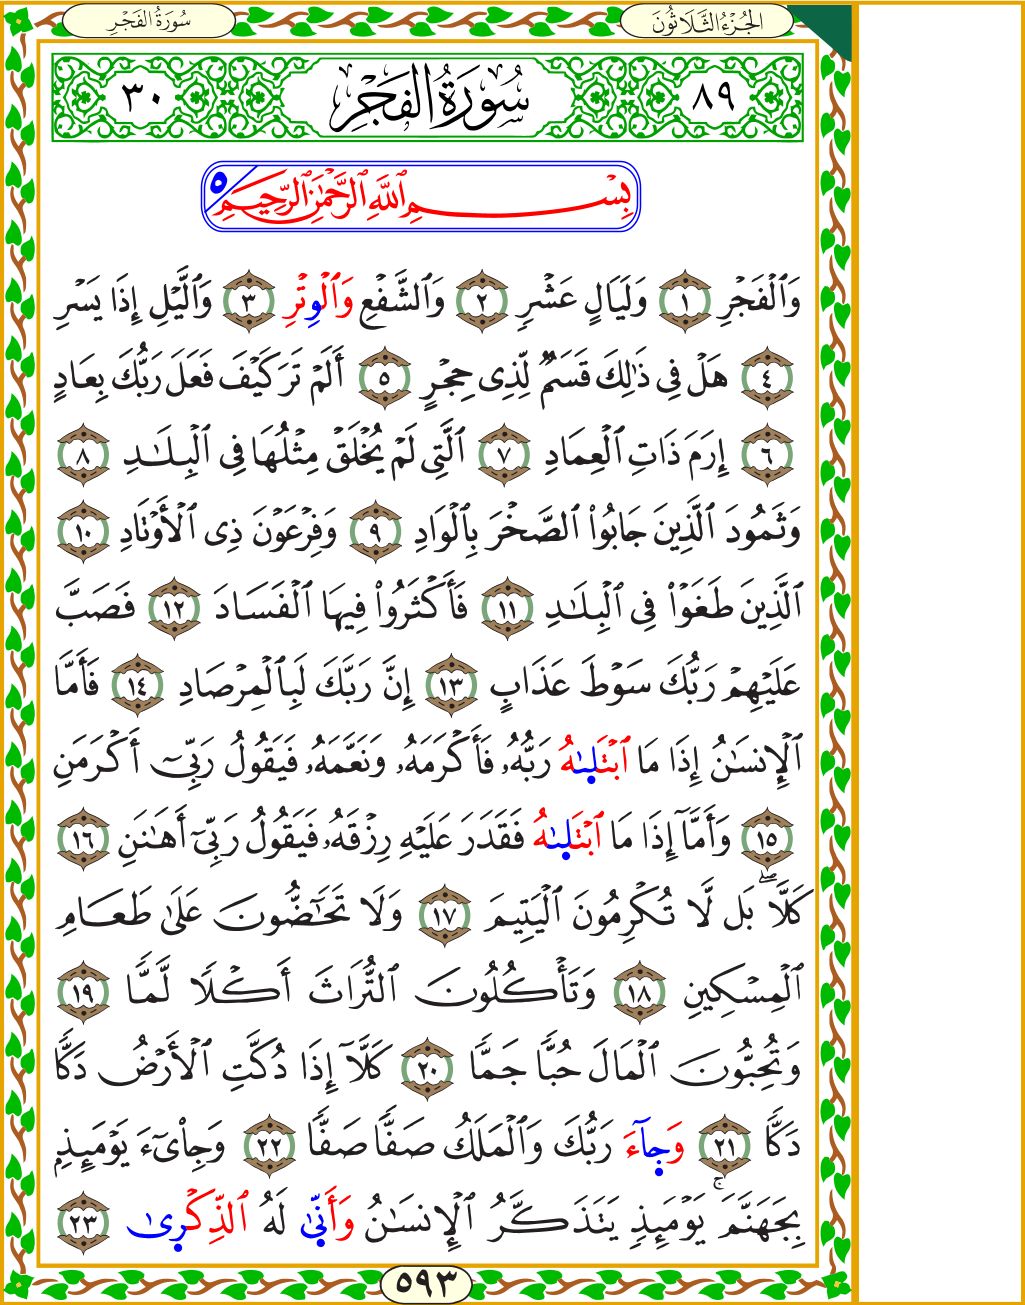 سُورَةُ الفَجْرِ الجُزْءُ الثَّلَاثُونَ
٨٩ سُورَةُ الفَجْرِ ٣٠
بِسْمِ ٱللَّهِ ٱلرَّحْمَٰنِ ٱلرَّحِيمِ ٥
وَٱلْفَجْرِ ١ وَلَيَالٍ عَشْرٍ ٢ وَٱلشَّفْعِ وَٱلْوِتْرِ ٣ وَٱلَّيْلِ إِذَا يَسْرِ
٤ هَلْ فِى ذَٰلِكَ قَسَمٌ لِّذِى حِجْرٍ ٥ أَلَمْ تَرَ كَيْفَ فَعَلَ رَبُّكَ بِعَادٍ
٦ إِرَمَ ذَاتِ ٱلْعِمَادِ ٧ ٱلَّتِى لَمْ يُخْلَقْ مِثْلُهَا فِى ٱلْبِلَٰدِ ٨
وَثَمُودَ ٱلَّذِينَ جَابُوا۟ ٱلصَّخْرَ بِٱلْوَادِ ٩ وَفِرْعَوْنَ ذِى ٱلْأَوْتَادِ ١٠
ٱلَّذِينَ طَغَوْا۟ فِى ٱلْبِلَٰدِ ١١ فَأَكْثَرُوا۟ فِيهَا ٱلْفَسَادَ ١٢ فَصَبَّ
عَلَيْهِمْ رَبُّكَ سَوْطَ عَذَابٍ ١٣ إِنَّ رَبَّكَ لَبِٱلْمِرْصَادِ ١٤ فَأَمَّا
ٱلْإِنسَٰنُ إِذَا مَا ٱبْتَلَىٰهُ رَبُّهُۥ فَأَكْرَمَهُۥ وَنَعَّمَهُۥ فَيَقُولُ رَبِّىٓ أَكْرَمَنِ
١٥ وَأَمَّآ إِذَا مَا ٱبْتَلَىٰهُ فَقَدَرَ عَلَيْهِ رِزْقَهُۥ فَيَقُولُ رَبِّىٓ أَهَٰنَنِ ١٦
كَلَّا ۖ بَل لَّا تُكْرِمُونَ ٱلْيَتِيمَ ١٧ وَلَا تَحَٰٓضُّونَ عَلَىٰ طَعَامِ
ٱلْمِسْكِينِ ١٨ وَتَأْكُلُونَ ٱلتُّرَاثَ أَكْلًا لَّمًّا ١٩
وَتُحِبُّونَ ٱلْمَالَ حُبًّا جَمًّا ٢٠ كَلَّآ إِذَا دُكَّتِ ٱلْأَرْضُ دَكًّا
دَكًّا ٢١ وَجَآءَ رَبُّكَ وَٱلْمَلَكُ صَفًّا صَفًّا ٢٢ وَجِا۟ىٓءَ يَوْمَئِذٍۭ
بِجَهَنَّمَ ۚ يَوْمَئِذٍ يَتَذَكَّرُ ٱلْإِنسَٰنُ وَأَنَّىٰ لَهُ ٱلذِّكْرَىٰ ٢٣
٥٩٣